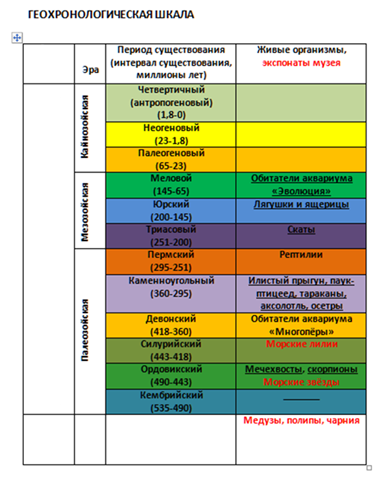 ГЕОХРОНОЛОГИЧЕСКАЯ ШКАЛА
Эра
Период существования
(интервал существования,
миллионы лет)
Живые организмы,
экспонаты музея
Кайнозойская
Четвертичный
(антропогеновый)
(1,8-0)
Неогеновый
(23-1,8)
Палеогеновый
(65-23)
Мезозойская
Меловой
(145-65)
Обитатели аквариума
«Эволюция»
Юрский
(200-145)
Лягушки и ящерицы
Триасовый
(251-200)
Скаты
Палеозойская
Пермский
(295-251)
Рептилии
Каменноугольный
(360-295)
Илистый прыгун, паук-
птицеед, тараканы,
аксолотль, осетры
Девонский
(418-360)
Обитатели аквариума
«Многопёры»
Силурийский
(443-418)
Морские лилии
Ордовикский
(490-443)
Мечехвосты, скорпионы
Морские звёзды
Кембрийский
(535-490)
Медузы, полипы, чарния